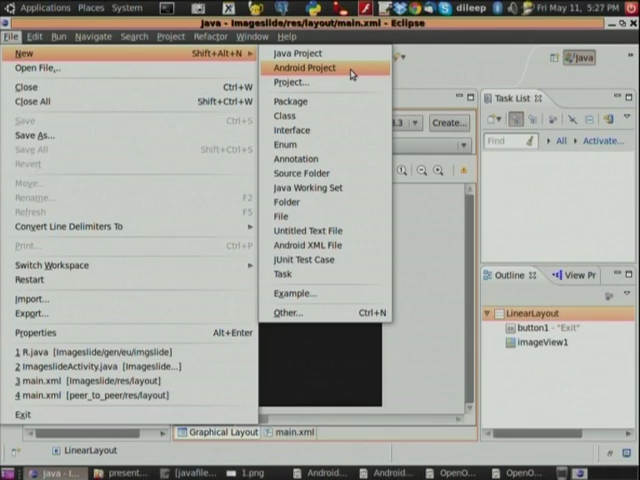 Applications Places System
dileep Fri May 11, 5:27 PM
Java - Imageslide/res/layout/main.xml - Eclipse
File Edit Run Navigate Search Project Refactor Window Help
New Shift+Alt+N
Open File...
Close Ctrl+W
Close All Shift+Ctrl+W
Save Ctrl+S
Save As...
Save All Shift+Ctrl+S
Revert
Move...
Rename... F2
Refresh F5
Convert Line Delimiters To
Print... Ctrl+P
Switch Workspace
Restart
Import...
Export...
Properties Alt+Enter
1 R.java [Imageslide/gen/eu/imgslide]
2 ImageslideActivity.java [Imageslide/...]
3 main.xml [Imageslide/res/layout]
4 main.xml [peer_to_peer/res/layout]
Exit
Java Project
Android Project
Project...
Package
Class
Interface
Enum
Annotation
Source Folder
Java Working Set
Folder
File
Untitled Text File
Android XML File
JUnit Test Case
Task
Example...
Other... Ctrl+N
Java
3 Create...
Task List
Find All Activate...
Outline View Pr
LinearLayout
button1 - "Exit"
imageView1
Graphical Layout main.xml
LinearLayout
Java - I... present... [javafile... 1.png Android... Android... OpenO... OpenO...